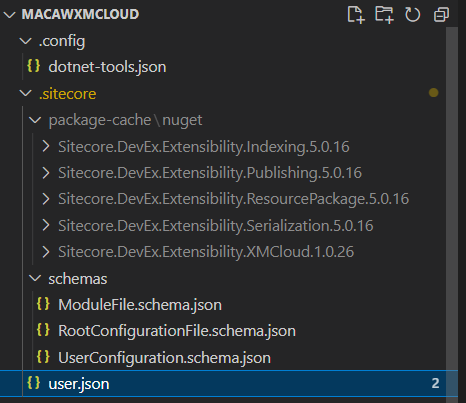 MACAWXMCLOUD
.config
{} dotnet-tools.json
.sitecore
package-cache\nuget
Sitecore.DevEx.Extensibility.Indexing.5.0.16
Sitecore.DevEx.Extensibility.Publishing.5.0.16
Sitecore.DevEx.Extensibility.ResourcePackage.5.0.16
Sitecore.DevEx.Extensibility.Serialization.5.0.16
Sitecore.DevEx.Extensibility.XMCloud.1.0.26
schemas
{} ModuleFile.schema.json
{} RootConfigurationFile.schema.json
{} UserConfiguration.schema.json
{} user.json 2